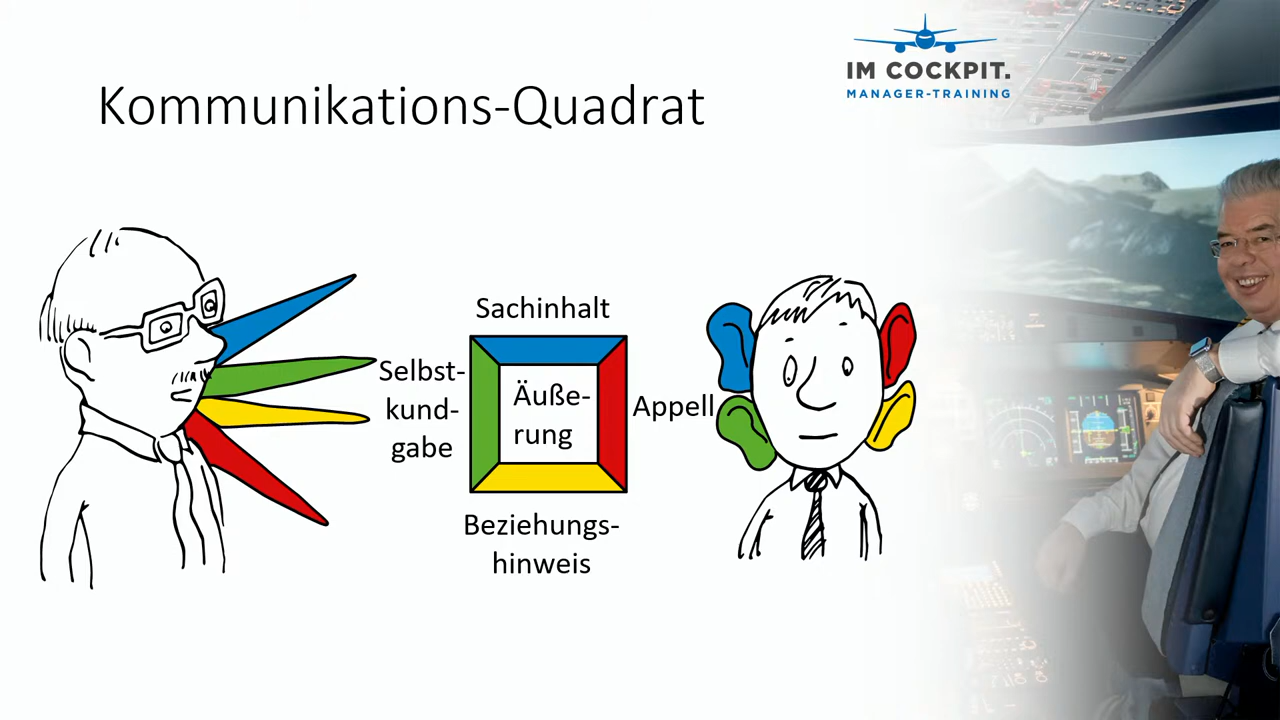 IM COCKPIT.
MANAGER-TRAINING
Kommunikations-Quadrat
Sachinhalt
Selbst-
kund-
gabe
Äuße-
rung
Appell
Beziehungs-
hinweis